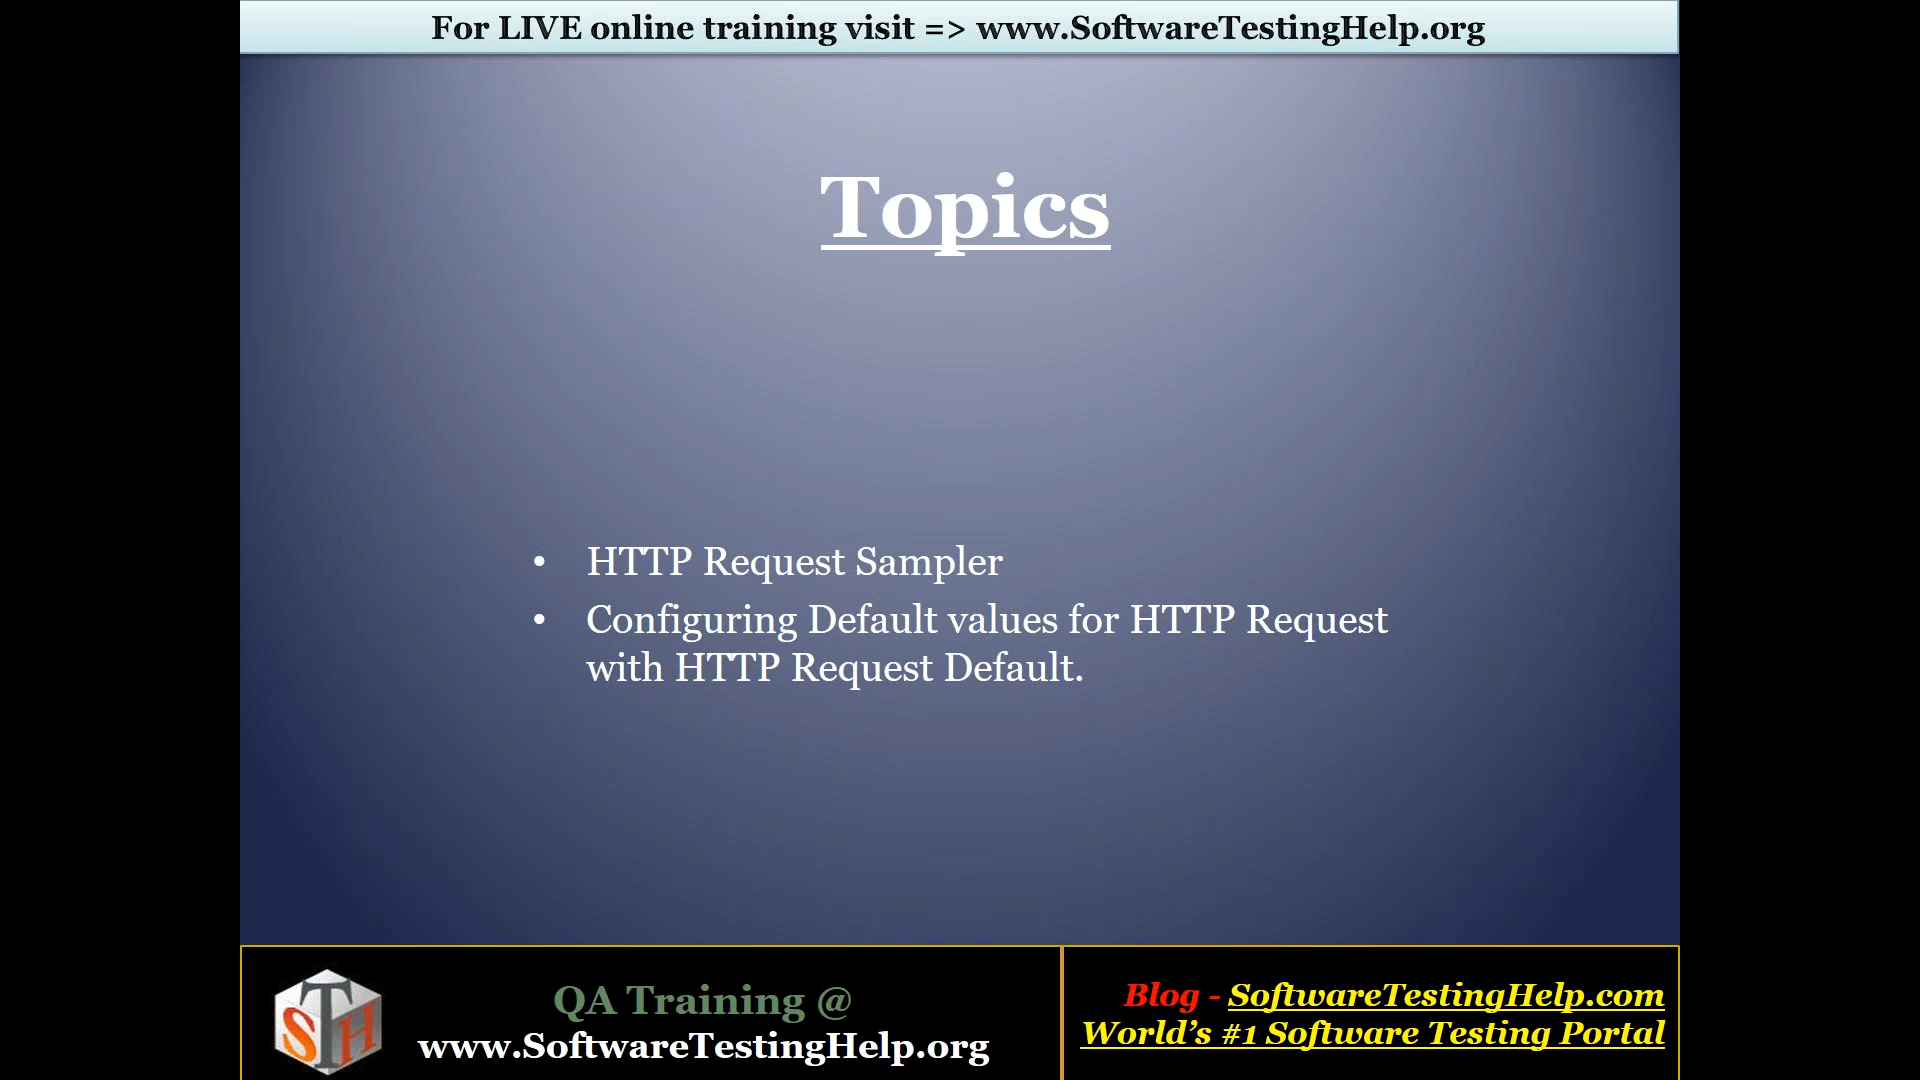 For LIVE online training visit => www.SoftwareTestingHelp.org
Topics
• HTTP Request Sampler
• Configuring Default values for HTTP Request
with HTTP Request Default.
STH
QA Training @
www.SoftwareTestingHelp.org
Blog - SoftwareTestingHelp.com
World’s #1 Software Testing Portal